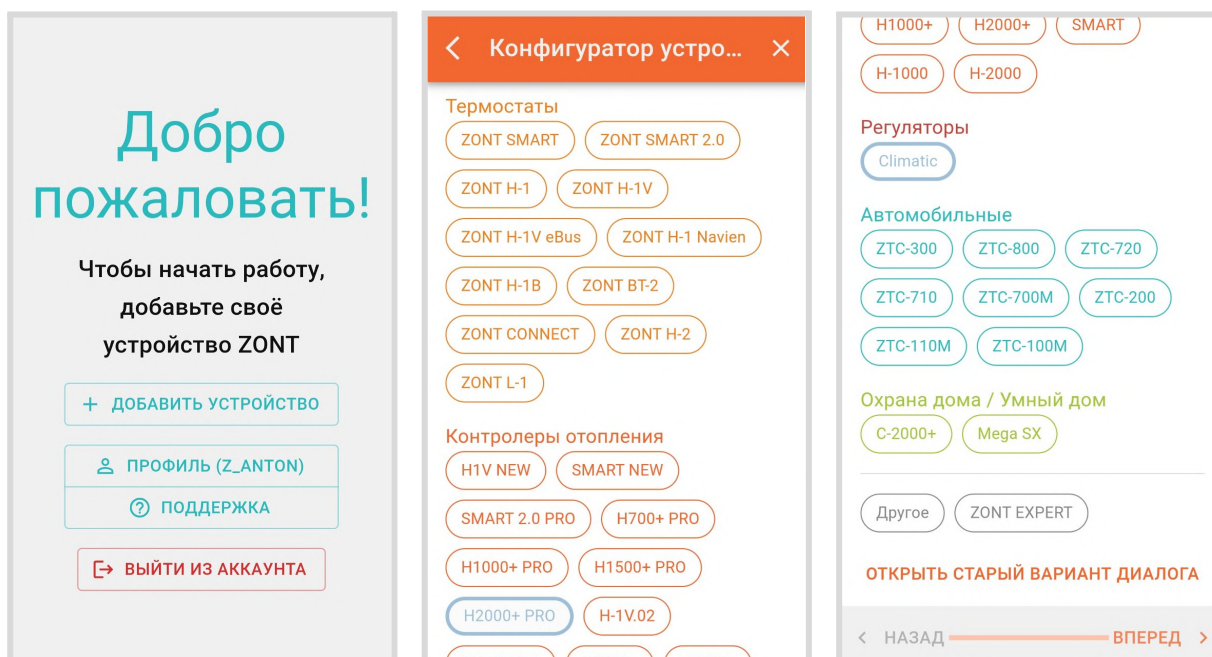 Добро
пожаловать!
Чтобы начать работу,
добавьте своё
устройство ZONT
+ ДОБАВИТЬ УСТРОЙСТВО
ПРОФИЛЬ (Z_ANTON)
ПОДДЕРЖКА
ВЫЙТИ ИЗ АККАУНТА
Конфигуратор устро...
Термостаты
ZONT SMART ZONT SMART 2.0
ZONT H-1 ZONT H-1V
ZONT H-1V eBus ZONT H-1 Navien
ZONT H-1B ZONT BT-2
ZONT CONNECT ZONT H-2
ZONT L-1
Контролеры отопления
H1V NEW SMART NEW
SMART 2.0 PRO H700+ PRO
H1000+ PRO H1500+ PRO
H2000+ PRO H-1V.02
H1000+ H2000+ SMART
H-1000 H-2000
Регуляторы
Climatic
Автомобильные
ZTC-300 ZTC-800 ZTC-720
ZTC-710 ZTC-700M ZTC-200
ZTC-110M ZTC-100M
Охрана дома / Умный дом
C-2000+ Mega SX
Другое ZONT EXPERT
ОТКРЫТЬ СТАРЫЙ ВАРИАНТ ДИАЛОГА
НАЗАД ВПЕРЕД